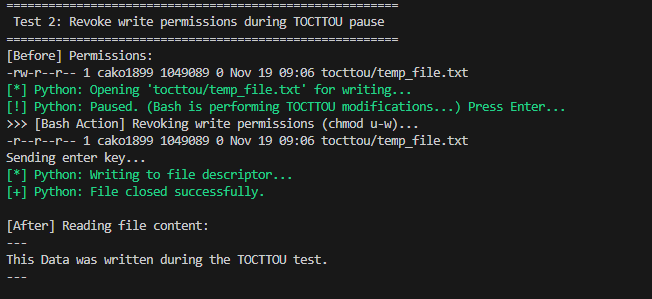 ============================================================
 Test 2: Revoke write permissions during TOCTTOU pause
============================================================
[Before] Permissions:
-rw-r--r-- 1 cako1899 1049089 0 Nov 19 09:06 tocttou/temp_file.txt
[*] Python: Opening 'tocttou/temp_file.txt' for writing...
[!] Python: Paused. (Bash is performing TOCTTOU modifications...) Press Enter...
>>> [Bash Action] Revoking write permissions (chmod u-w)...
-r--r--r-- 1 cako1899 1049089 0 Nov 19 09:06 tocttou/temp_file.txt
Sending enter key...
[*] Python: Writing to file descriptor...
[+] Python: File closed successfully.
[After] Reading file content:
---
This Data was written during the TOCTTOU test.
---